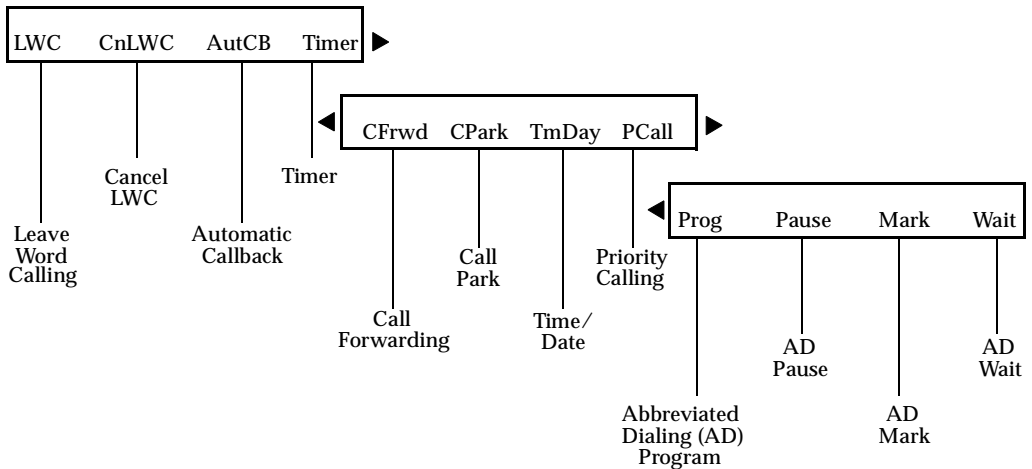 LWC CnLWC AutCB Timer
CFrwd CPark TmDay PCall
Cancel
LWC
Timer
Prog Pause Mark Wait
Leave
Word
Calling
Automatic
Callback
Call
Park
Priority
Calling
Call
Forwarding
Time/
Date
AD
Pause
AD
Wait
Abbreviated
Dialing (AD)
Program
AD
Mark